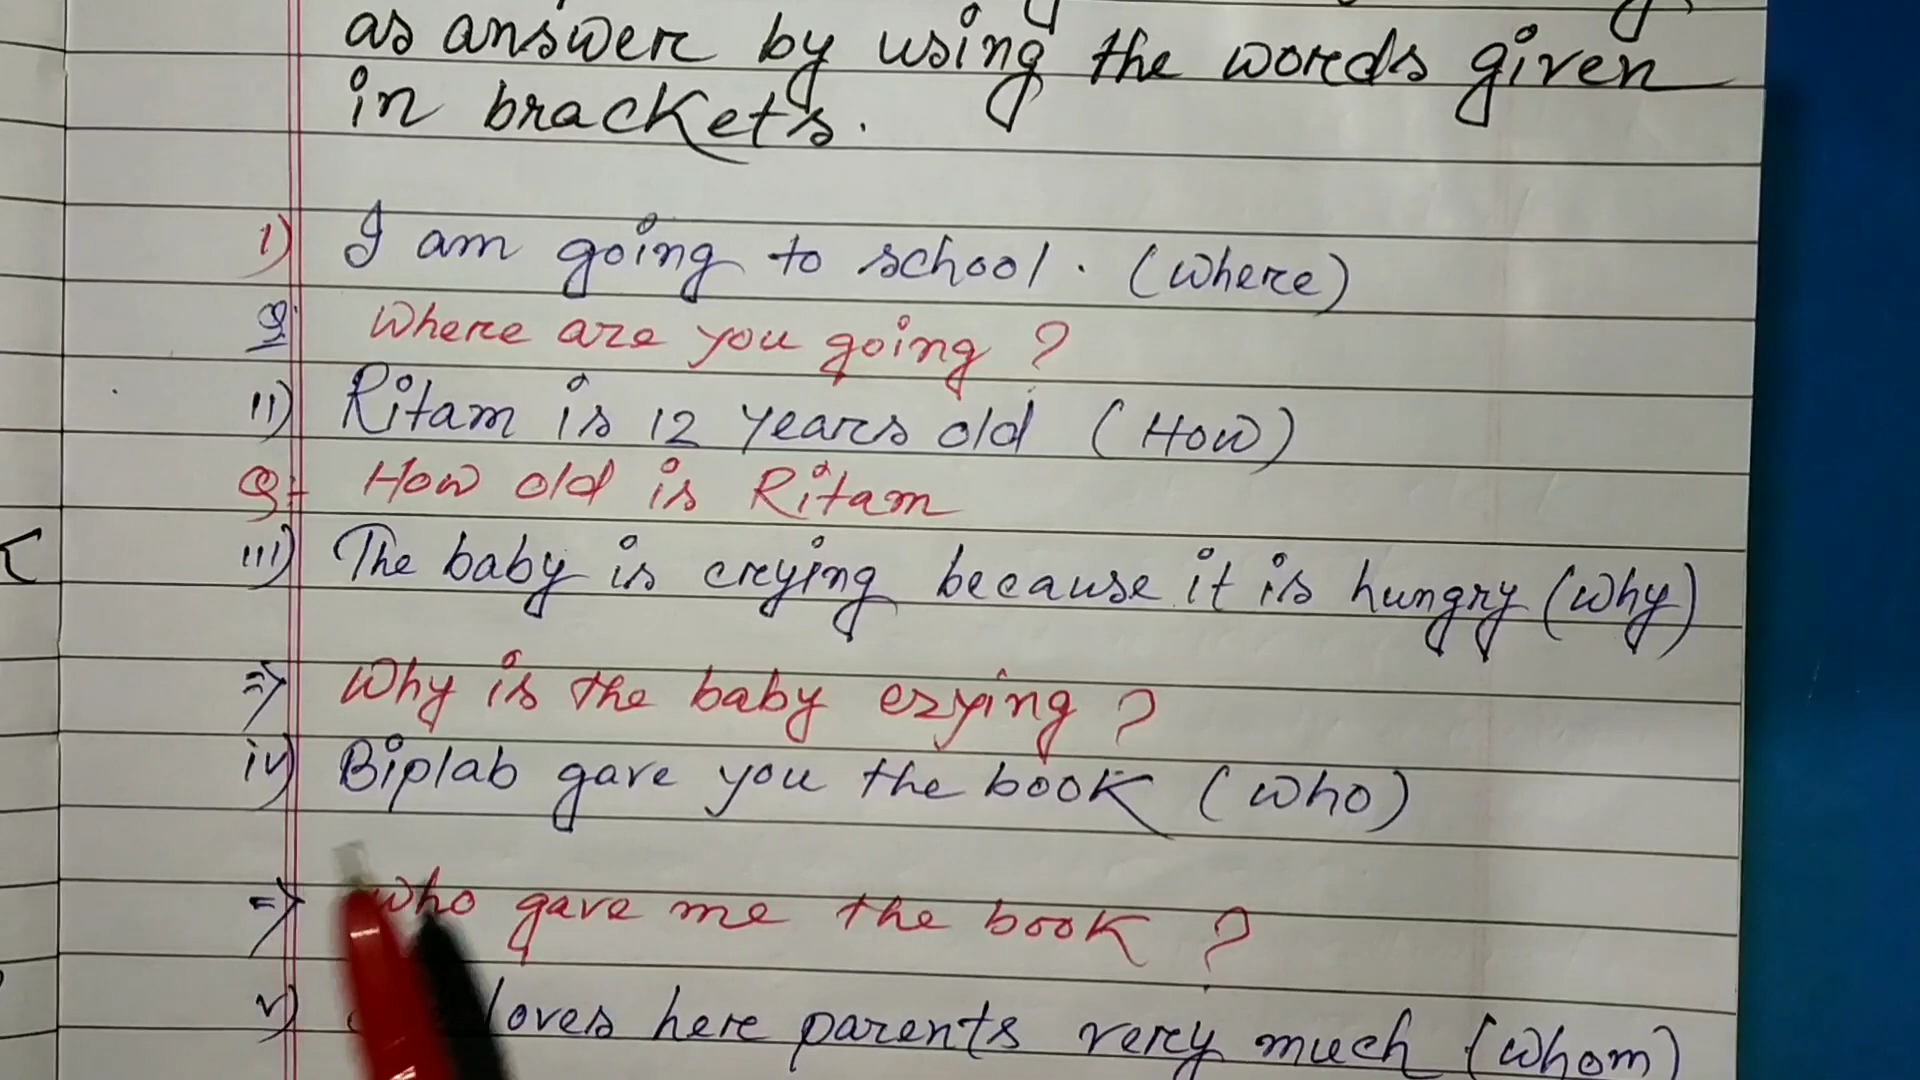 as answer by using the words given
in brackets.
i) I am going to school. (Where)
Q: Where are you going ?
ii) Ritam is 12 years old (How)
Q:- How old is Ritam
iii) The baby is crying because it is hungry (Why)
=> Why is the baby crying ?
iv) Biplab gave you the book (Who)
=> Who gave me the book ?
v) loves here parents very much (Whom)